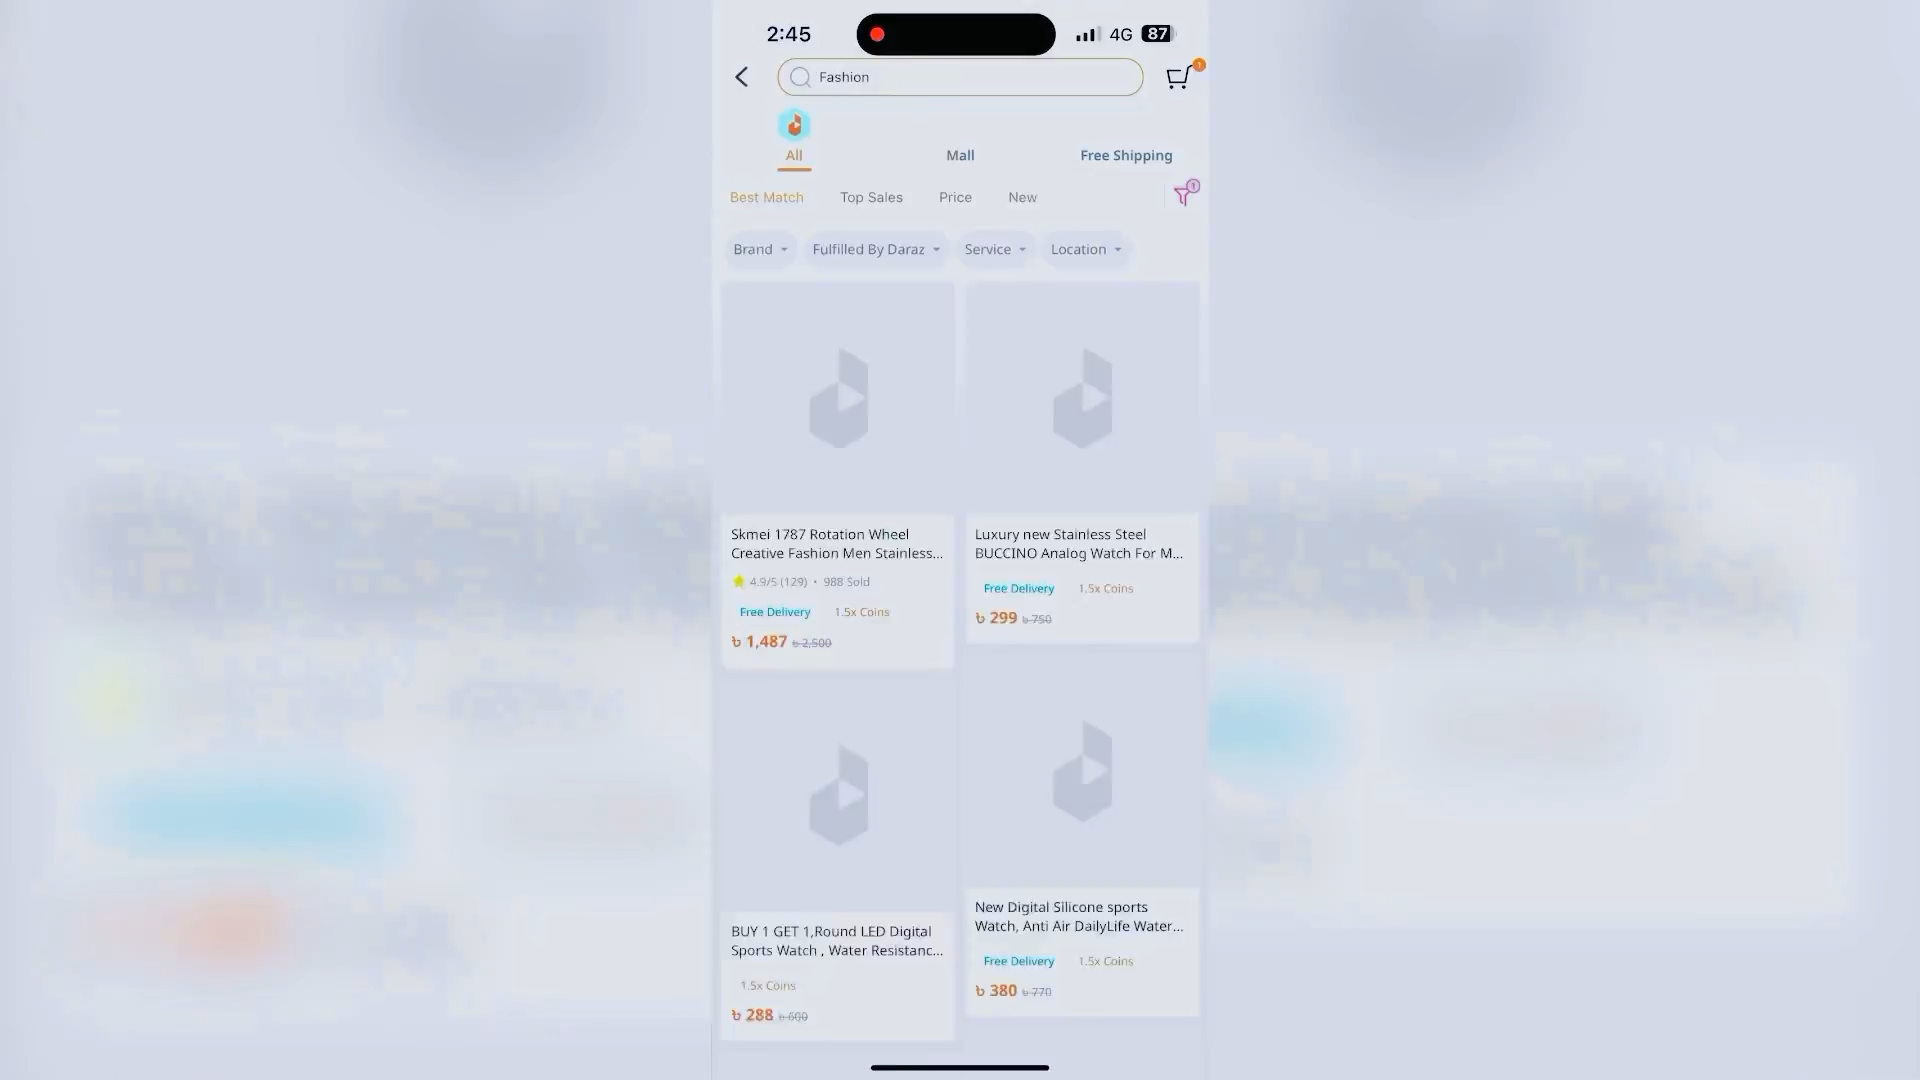 2:45
4G 87
Fashion
1
All
Mall
Free Shipping
Best Match
Top Sales
Price
New
1
Brand
Fulfilled By Daraz
Service
Location
Skmei 1787 Rotation Wheel
Creative Fashion Men Stainless...
4.9/5 (129) • 988 Sold
Free Delivery 1.5x Coins
৳ 1,487 ৳ 2,500
Luxury new Stainless Steel
BUCCINO Analog Watch For M...
Free Delivery 1.5x Coins
৳ 299 ৳ 750
BUY 1 GET 1,Round LED Digital
Sports Watch , Water Resistanc...
1.5x Coins
৳ 288 ৳ 600
New Digital Silicone sports
Watch, Anti Air DailyLife Water...
Free Delivery 1.5x Coins
৳ 380 ৳ 770